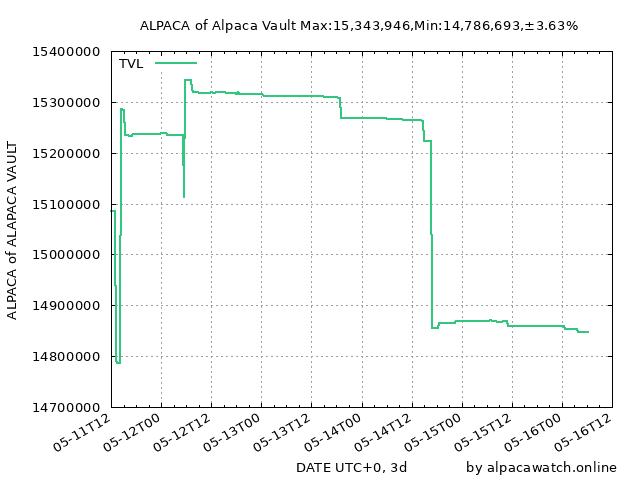 ALPACA of Alpaca Vault Max:15,343,946,Min:14,786,693,±3.63%
TVL
15400000
15300000
15200000
15100000
15000000
14900000
14800000
14700000
ALPACA of ALAPACA VAULT
05-11T12
05-12T00
05-12T12
05-13T00
05-13T12
05-14T00
05-14T12
05-15T00
05-15T12
05-16T00
05-16T12
DATE UTC+0, 3d
by alpacawatch.online